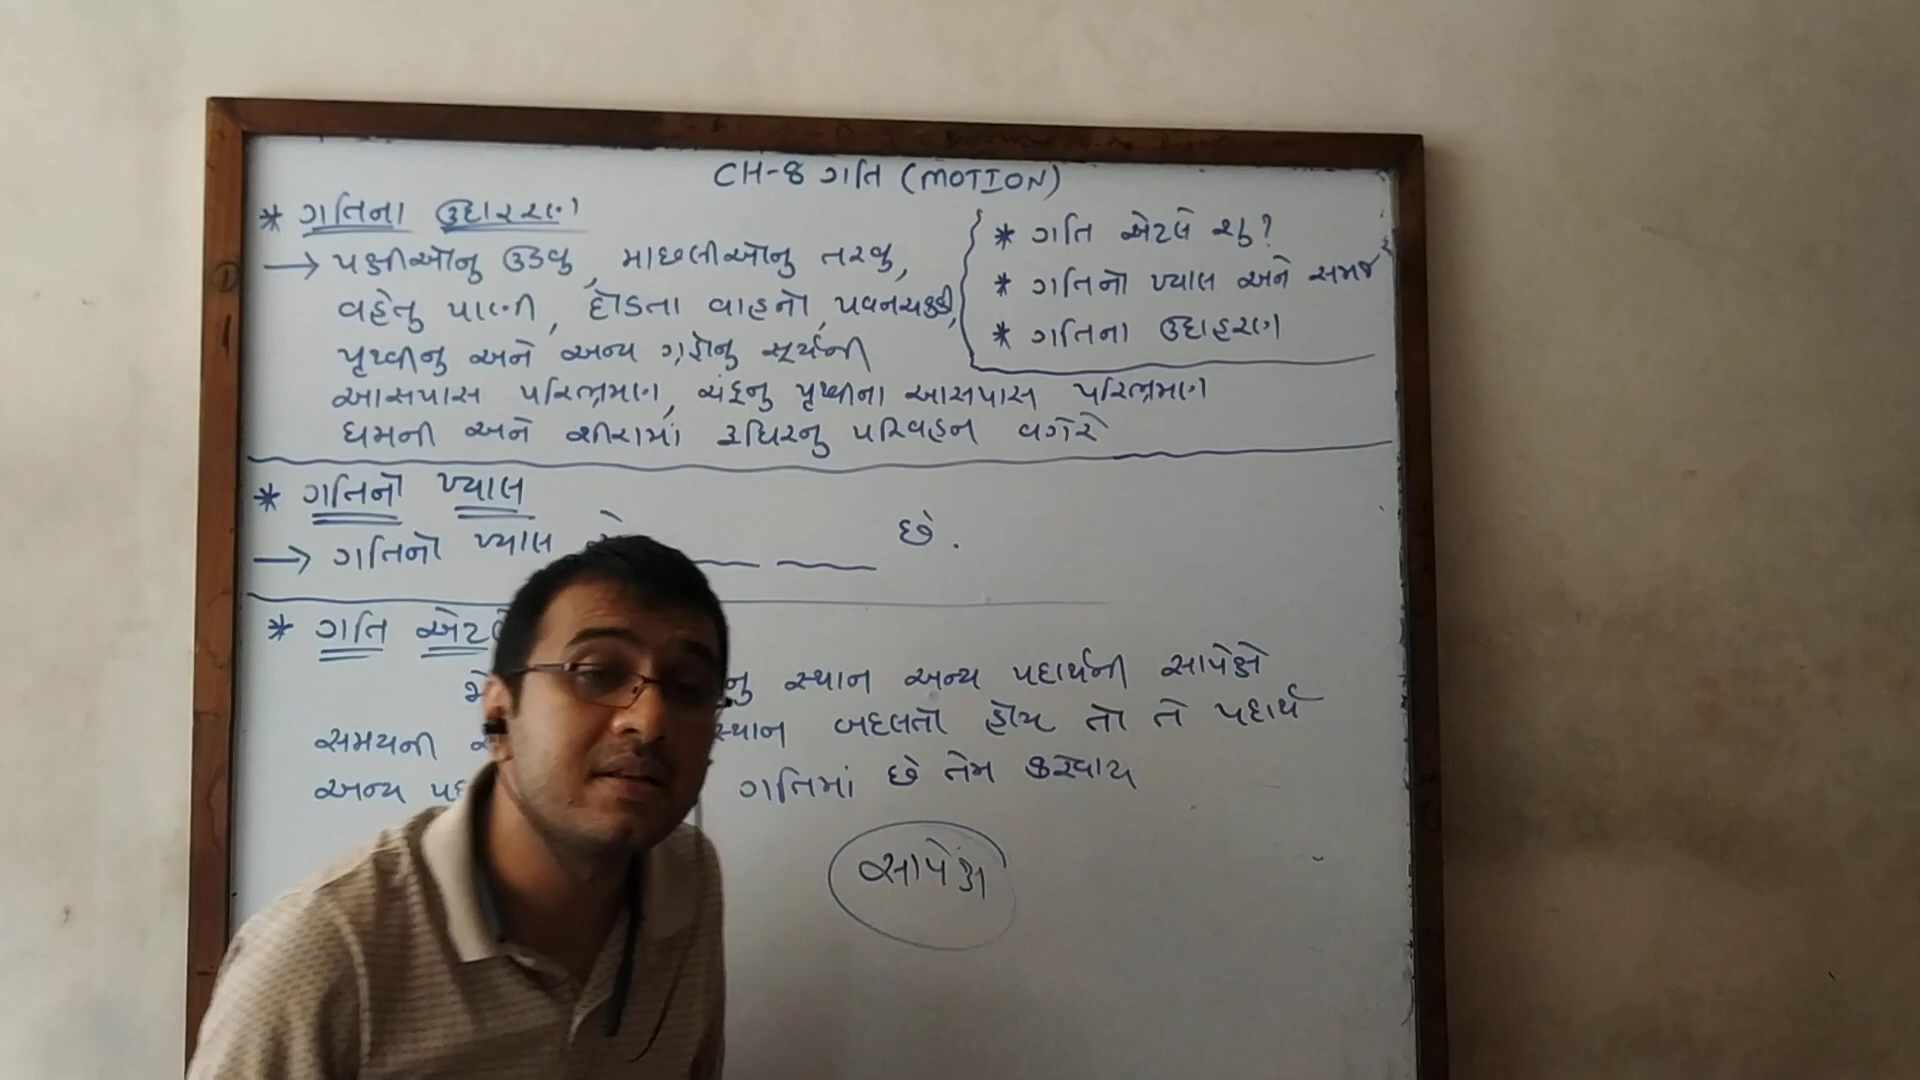 CH-8 ગતિ (MOTION)
* ગતિના ઉદાહરણ
→ પક્ષીઓનુ ઉડવુ, માછલીઓનુ તરવુ,
વહેતુ પાણી, દોડતા વાહનો, પવનચક્કી,
પૃથ્વીનુ અને અન્ય ગ્રહોનુ સૂર્યની
આસપાસ પરિભ્રમણ, ચંદ્રનુ પૃથ્વીના આસપાસ પરિભ્રમણ
ધમની અને શીરામાં રુધિરનુ પરિવહન વગેરે
* ગતિ એટલે શું?
* ગતિનો ખ્યાલ અને સમજ
* ગતિના ઉદાહરણ
* ગતિનો ખ્યાલ
→ ગતિનો ખ્યાલ છે.
* ગતિ એટલે
નુ સ્થાન અન્ય પદાર્થની સાપેક્ષે
સમયની સ્થાન બદલતો હોય તો તે પદાર્થ
અન્ય ગતિમાં છે તેમ કહેવાય
સાપેક્ષ